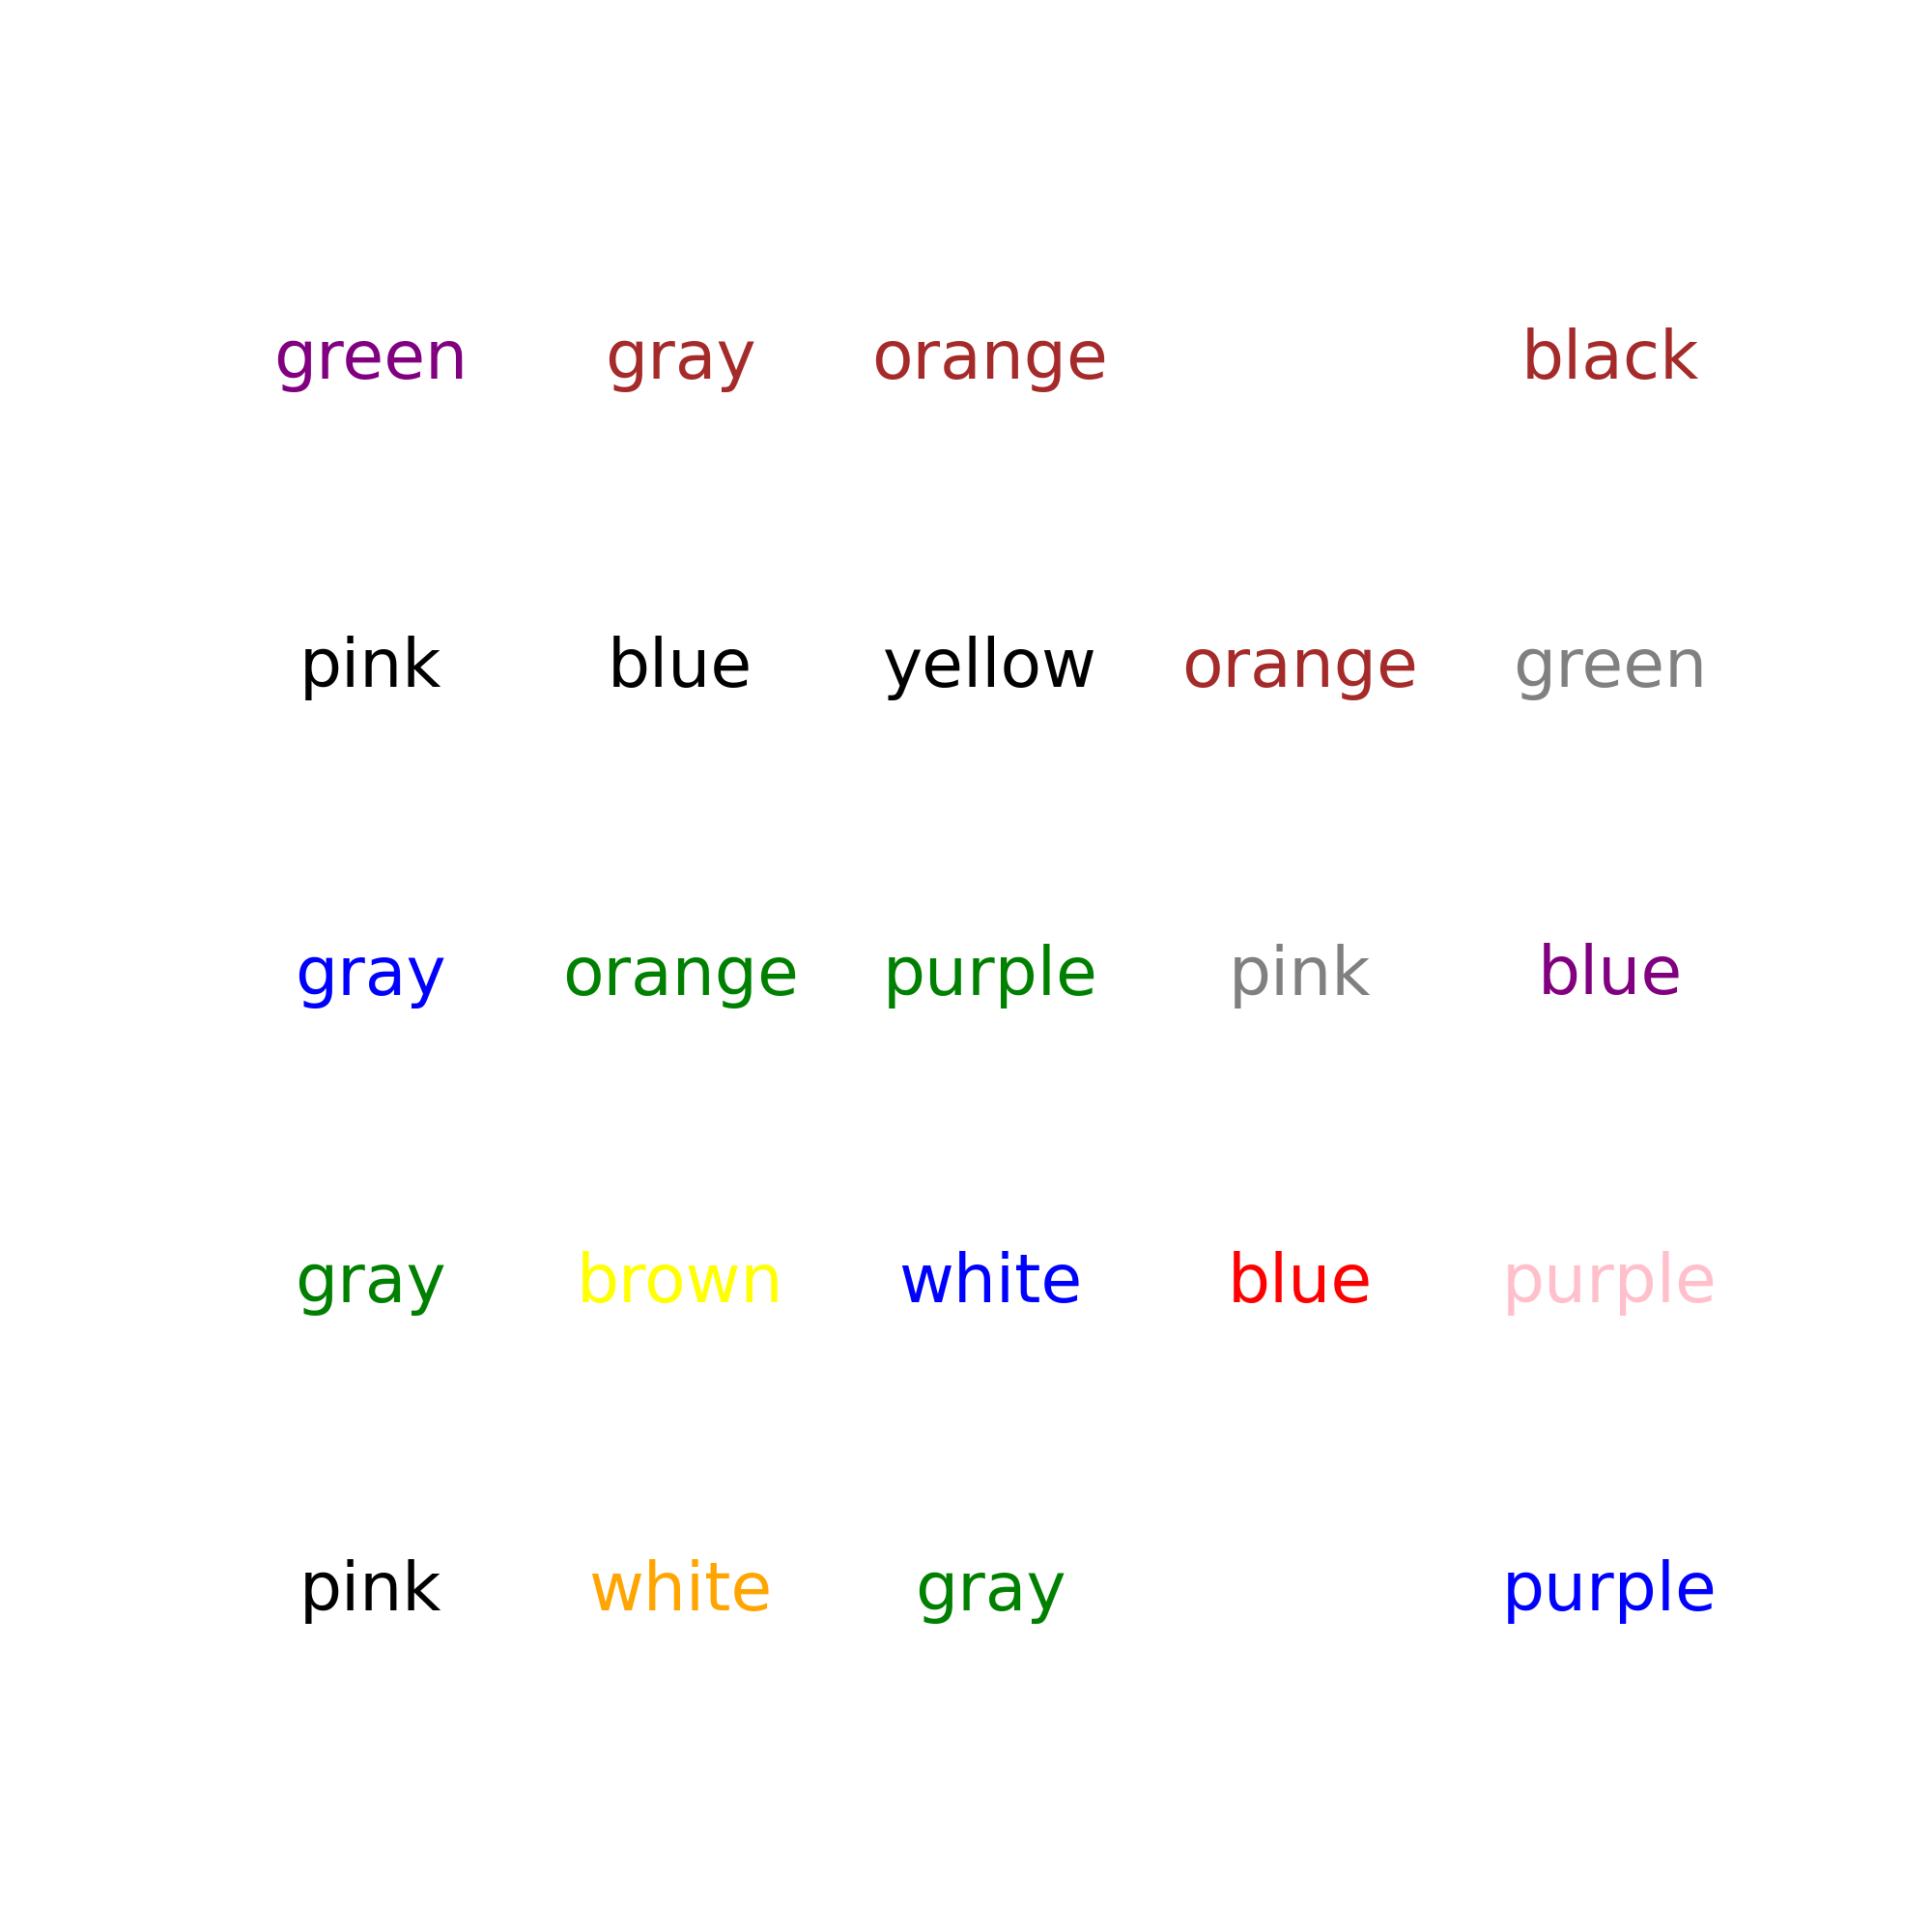 green gray orange black
pink blue yellow orange green
gray orange purple pink blue
gray brown white blue purple
pink white gray purple